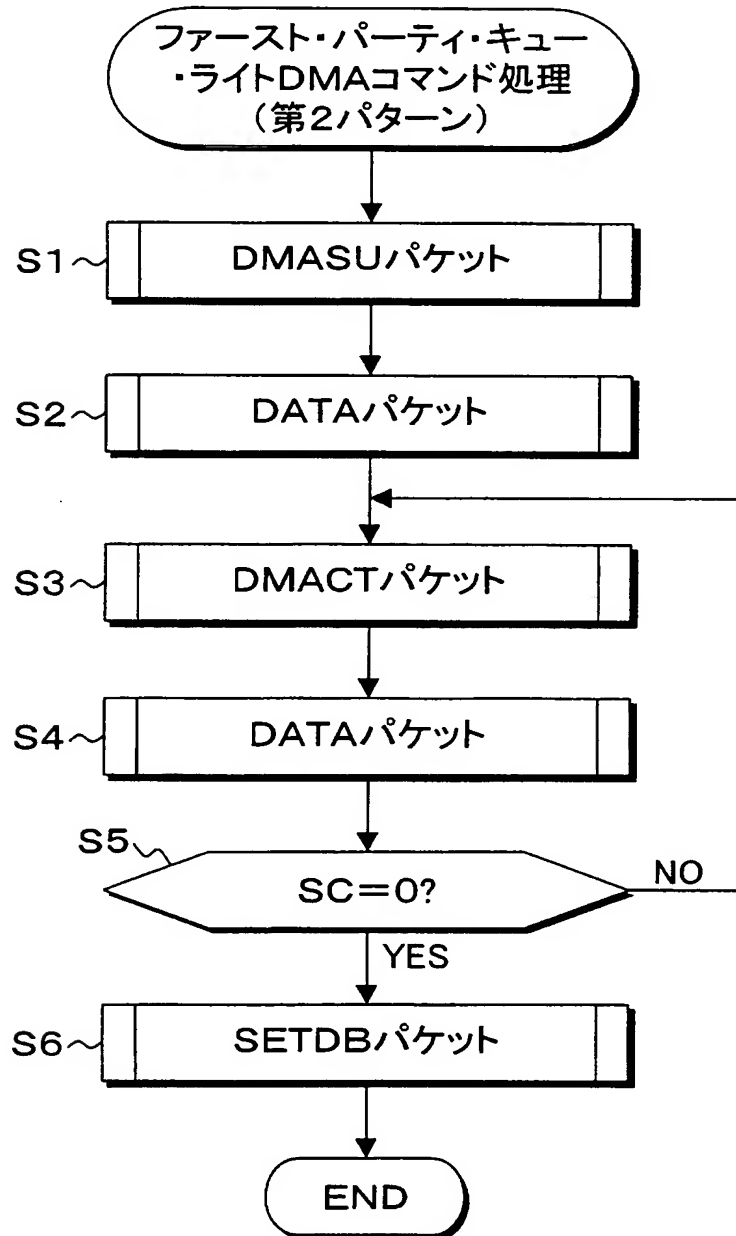 ファースト・パーティ・キュー
・ライトDMAコマンド処理
(第2パターン)
S1
DMASUパケット
S2
DATAパケット
S3
DMACTパケット
S4
DATAパケット
S5
SC=0?
NO
YES
S6
SETDBパケット
END